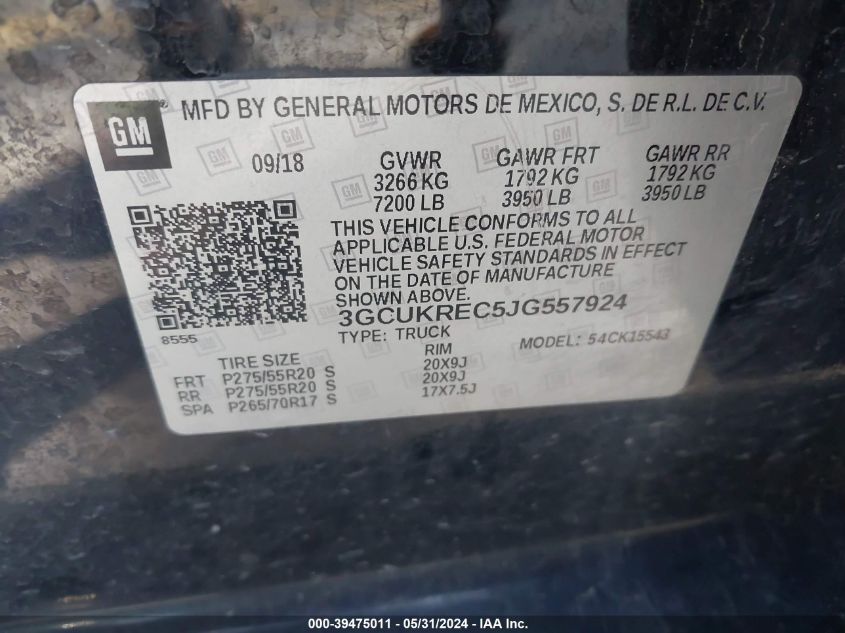 GM ® MFD BY GENERAL MOTORS DE MEXICO, S. DE R.L. DE C.V.
09/18 GVWR GAWR FRT GAWR RR
3266 KG 1792 KG 1792 KG
7200 LB 3950 LB 3950 LB
THIS VEHICLE CONFORMS TO ALL
APPLICABLE U.S. FEDERAL MOTOR
VEHICLE SAFETY STANDARDS IN EFFECT
ON THE DATE OF MANUFACTURE
SHOWN ABOVE.
8555
3GCUKREC5JG557924
TYPE: TRUCK MODEL: 54CK15543
TIRE SIZE RIM
FRT P275/55R20 S 20X9J
RR P275/55R20 S 20X9J
SPA P265/70R17 S 17X7.5J
000-39475011 - 05/31/2024 - IAA Inc.